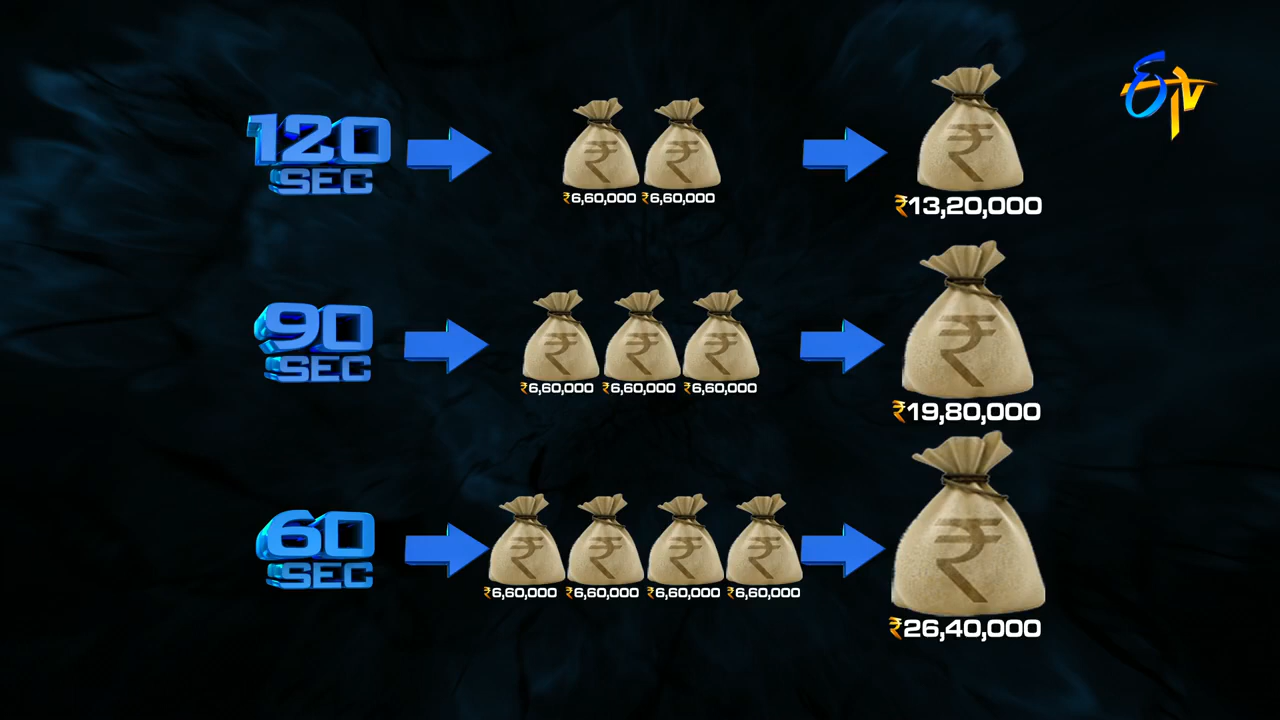 ETV
120
SEC
₹6,60,000 ₹6,60,000
₹13,20,000
90
SEC
₹6,60,000 ₹6,60,000 ₹6,60,000
₹19,80,000
60
SEC
₹6,60,000 ₹6,60,000 ₹6,60,000 ₹6,60,000
₹26,40,000